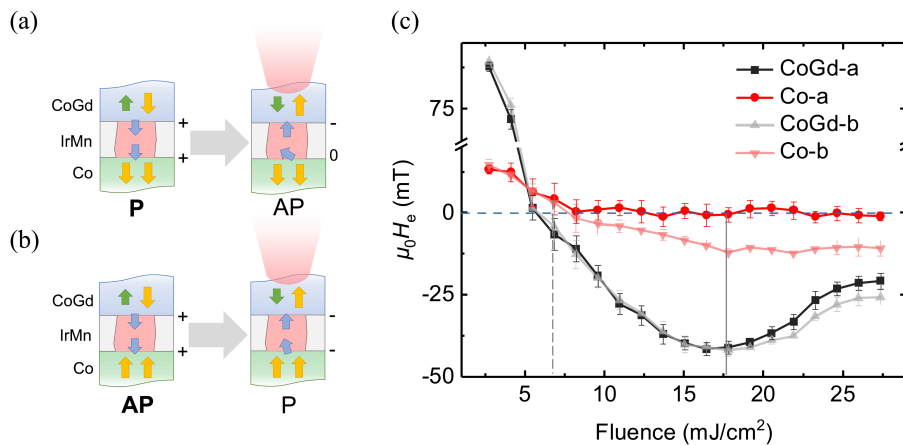 (a)
CoGd
IrMn
Co
+
+
P
-
0
AP
(b)
CoGd
IrMn
Co
+
+
AP
-
-
P
(c)
CoGd-a
Co-a
CoGd-b
Co-b
75
0
-25
-50
μ₀Hₑ (mT)
5 10 15 20 25
Fluence (mJ/cm²)